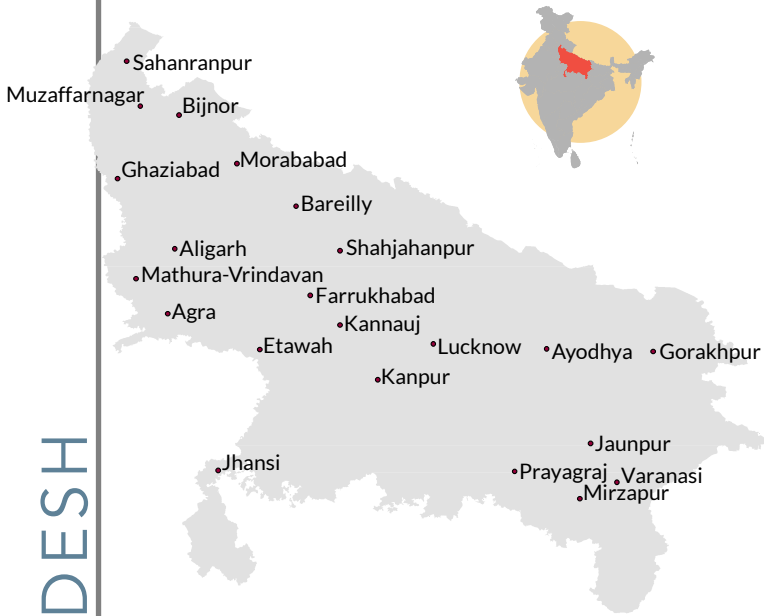 Sahanranpur
Muzaffarnagar
Bijnor
Morababad
Ghaziabad
Bareilly
Aligarh
Shahjahanpur
Mathura-Vrindavan
Farrukhabad
Agra
Kannauj
Etawah
Lucknow
Ayodhya
Gorakhpur
Kanpur
Jaunpur
Jhansi
Prayagraj
Varanasi
Mirzapur
DESH